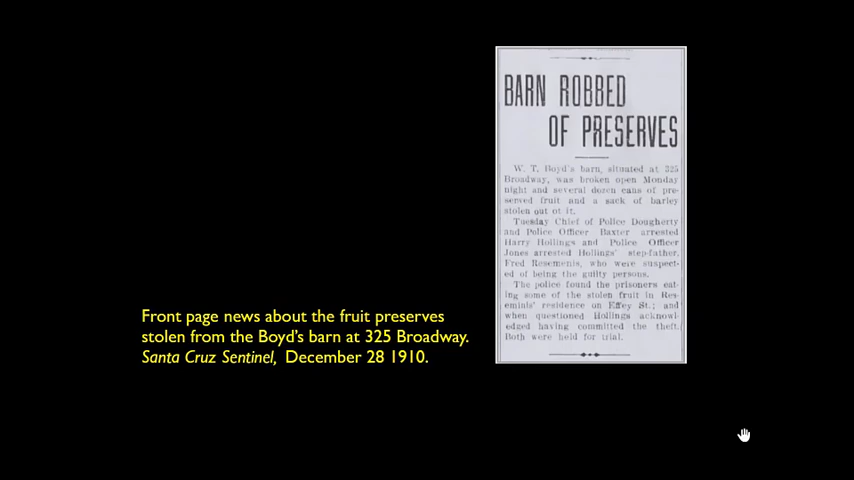 BARN ROBBED
OF PRESERVES
W. T. Boyd's barn, situated at 325
Broadway, was broken open Monday
night and several dozen cans of pre-
served fruit and a sack of barley
stolen out of it.
Tuesday Chief of Police Dougherty
and Police Officer Baxter arrested
Harry Hollings and Police Officer
Jones arrested Hollings' step-father,
Fred Resemenis, who were suspect-
ed of being the guilty persons.
The police found the prisoners eat-
ing some of the stolen fruit in Res-
eminis' residence on Effey St.; and
when questioned Hollings acknowl-
edged having committed the theft.
Both were held for trial.
Front page news about the fruit preserves
stolen from the Boyd's barn at 325 Broadway.
Santa Cruz Sentinel, December 28 1910.